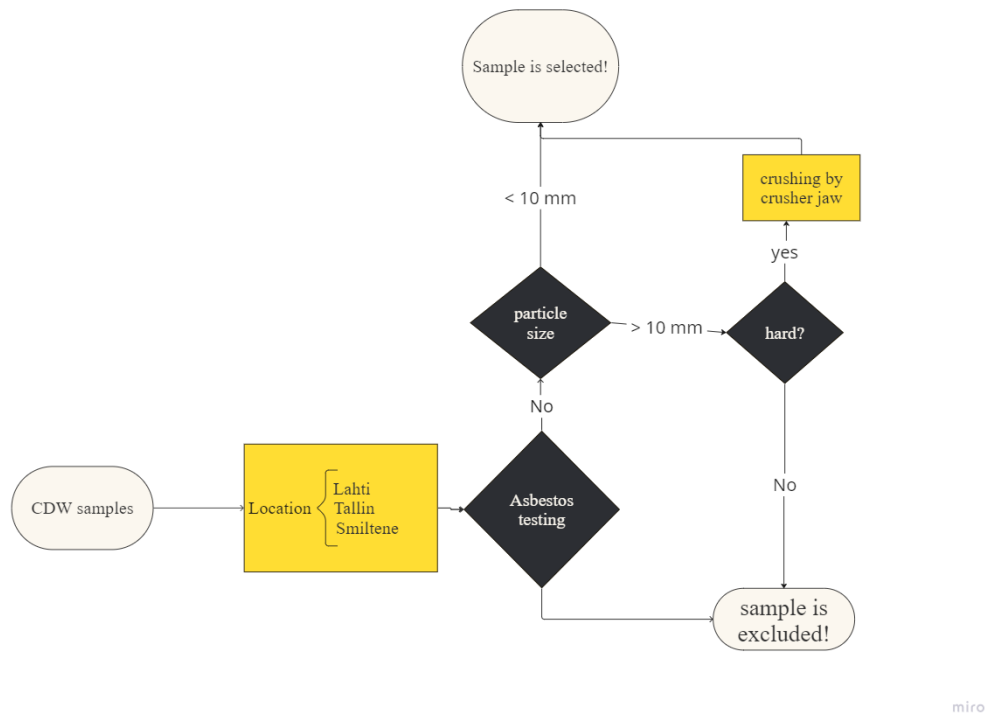 Sample is selected!
crushing by
crusher jaw
< 10 mm
yes
particle
size
> 10 mm
hard?
No
CDW samples
Location
Lahti
Tallin
Smiltene
Asbestos
testing
No
sample is
excluded!
miro